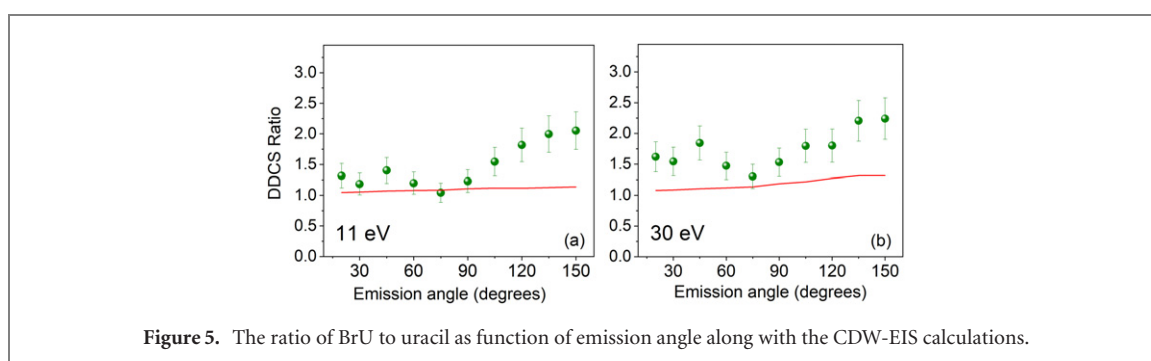 3.0
2.5
2.0
1.5
1.0
0.5
0.0
DDCS Ratio
11 eV
(a)
30 60 90 120 150
Emission angle (degrees)
3.0
2.5
2.0
1.5
1.0
0.5
0.0
30 eV
(b)
30 60 90 120 150
Emission angle (degrees)
Figure 5. The ratio of BrU to uracil as function of emission angle along with the CDW-EIS calculations.